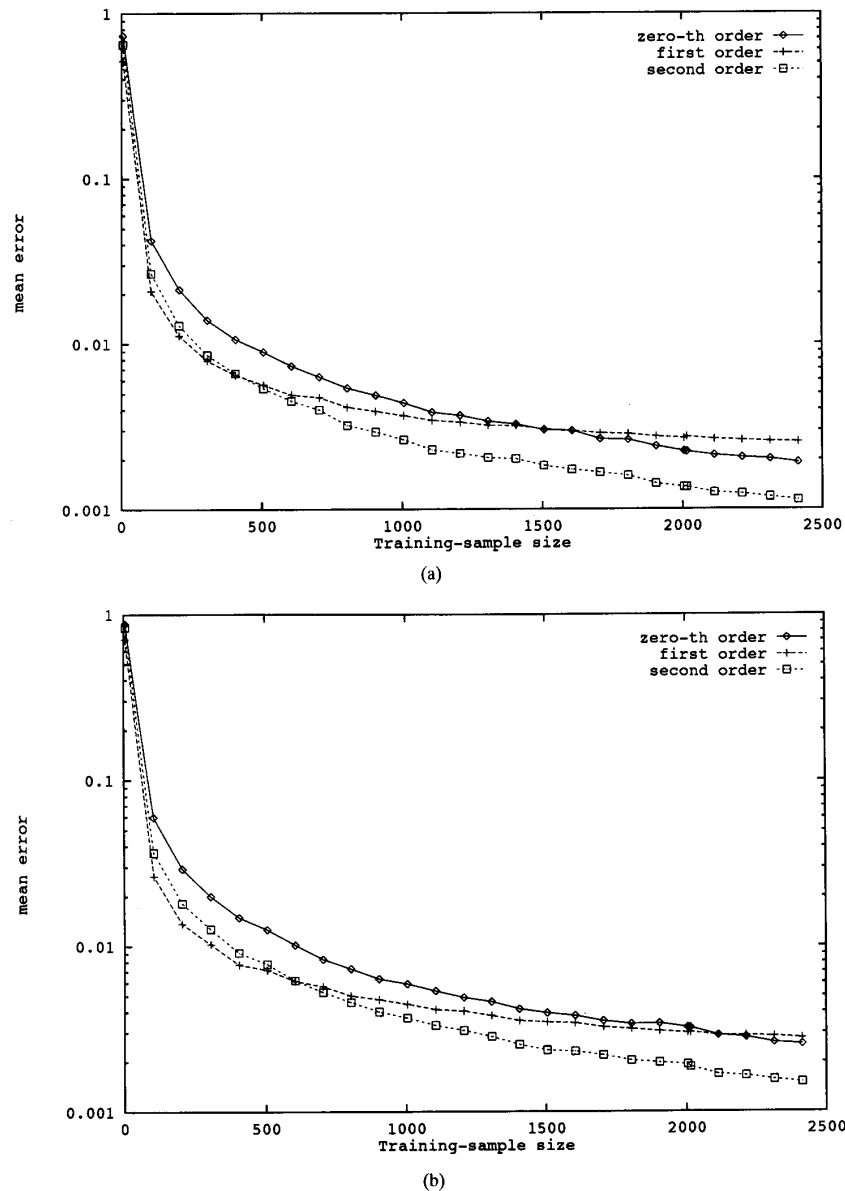 1
0.1
0.01
0.001
mean error
zero-th order
first order
second order
0
500
1000
1500
2000
2500
Training-sample size
(a)
1
0.1
0.01
0.001
mean error
zero-th order
first order
second order
0
500
1000
1500
2000
2500
Training-sample size
(b)